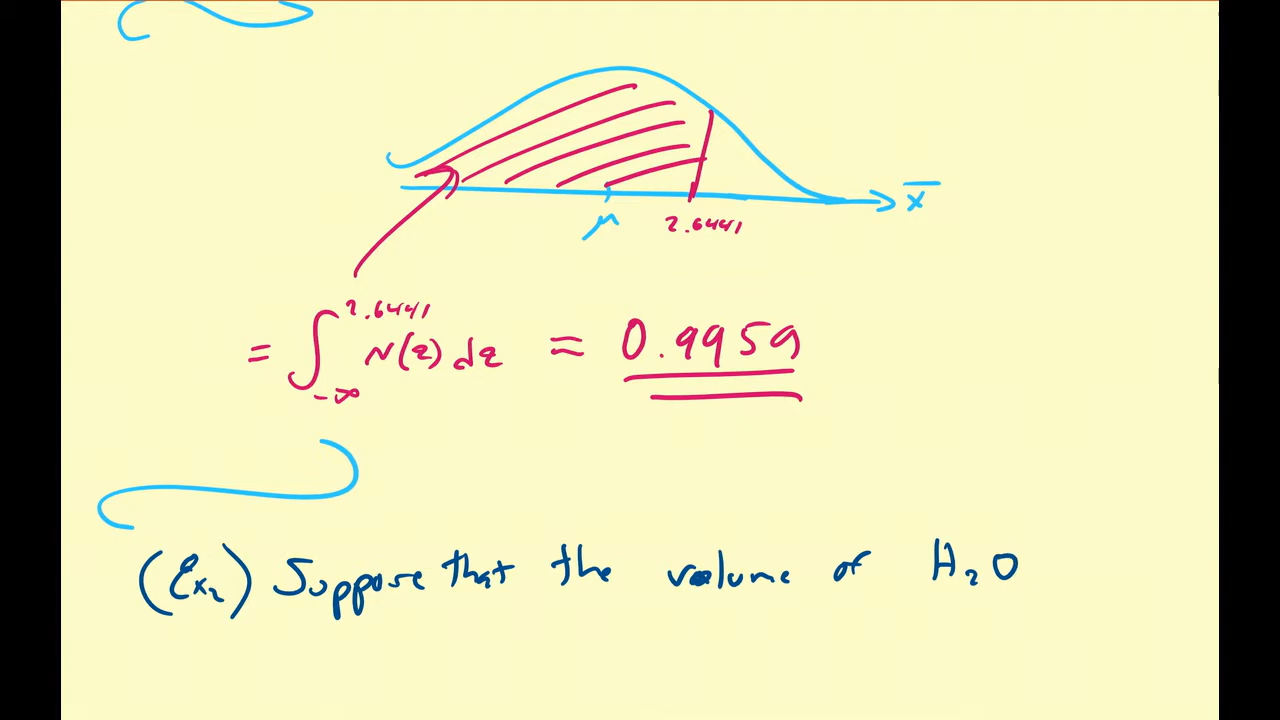 x̄
μ
2.6441
= ∫_{-∞}^{2.6441} N(z) dz ≈ 0.9959
(Ex₂) Suppose that the volume of H₂O